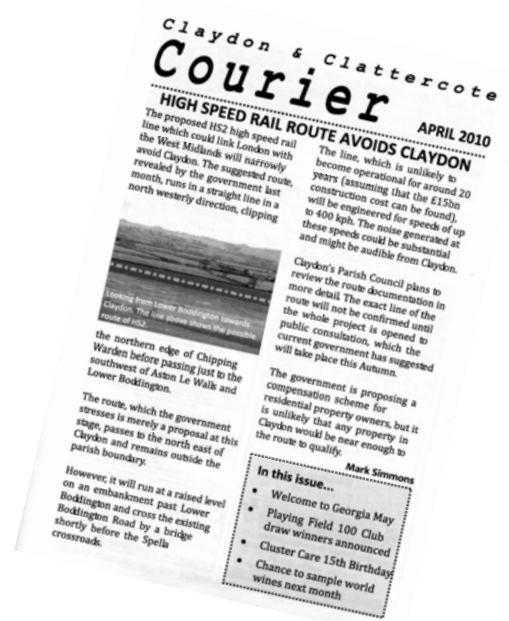 Claydon & Clattercote
Courier
APRIL 2010
HIGH SPEED RAIL ROUTE AVOIDS CLAYDON
The proposed HS2 high speed rail
line which could link London with
the West Midlands will narrowly
avoid Claydon. The suggested route,
revealed by the government last
month, runs in a straight line in a
north westerly direction, clipping
Looking from Lower Boddington towards
Claydon. The line above shows the possible
route of HS2.
the northern edge of Chipping
Warden before passing just to the
southwest of Aston Le Walls and
Lower Boddington.
The route, which the government
stresses is merely a proposal at this
stage, passes to the north east of
Claydon and remains outside the
parish boundary.
However, it will run at a raised level
on an embankment past Lower
Boddington and cross the existing
Boddington Road by a bridge
shortly before the Spella
crossroads.
The line, which is unlikely to
become operational for around 20
years (assuming that the £15bn
construction cost can be found),
will be engineered for speeds of up
to 400 kph. The noise generated at
these speeds could be substantial
and might be audible from Claydon.
Claydon's Parish Council plans to
review the route documentation in
more detail. The exact line of the
route will not be confirmed until
the whole project is opened to
public consultation, which the
current government has suggested
will take place this Autumn.
The government is proposing a
compensation scheme for
residential property owners, but it
is unlikely that any property in
Claydon would be near enough to
the route to qualify.
Mark Simmons
In this issue...
• Welcome to Georgia May
• Playing Field 100 Club
draw winners announced
• Cluster Care 15th Birthday
• Chance to sample world
wines next month